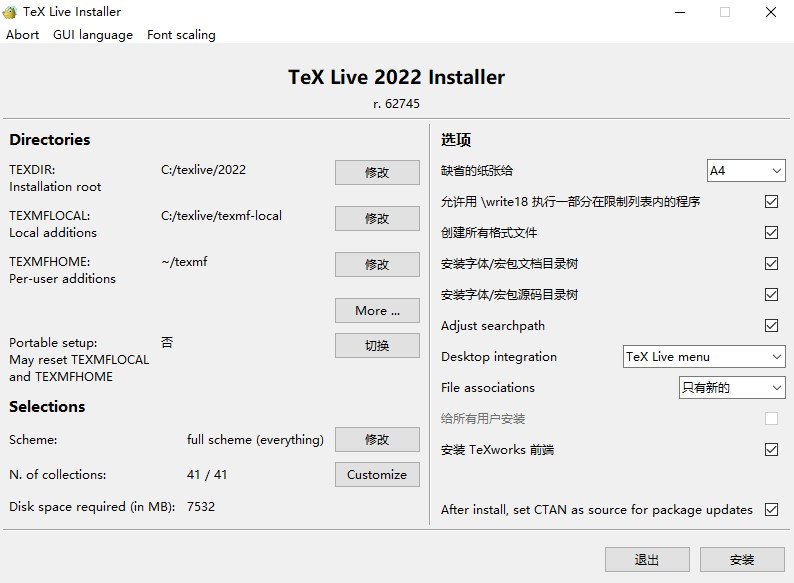 TeX Live Installer
Abort GUI language Font scaling
TeX Live 2022 Installer
r. 62745
Directories
TEXDIR: C:/texlive/2022 修改
Installation root
TEXMFLOCAL: C:/texlive/texmf-local 修改
Local additions
TEXMFHOME: ~/texmf 修改
Per-user additions
More ...
Portable setup: 否 切换
May reset TEXMFLOCAL
and TEXMFHOME
Selections
Scheme: full scheme (everything) 修改
N. of collections: 41 / 41 Customize
Disk space required (in MB): 7532
选项
缺省的纸张给 A4
允许用 \write18 执行一部分在限制列表内的程序
创建所有格式文件
安装字体/宏包文档目录树
安装字体/宏包源码目录树
Adjust searchpath
Desktop integration TeX Live menu
File associations 只有新的
给所有用户安装
安装 TeXworks 前端
After install, set CTAN as source for package updates
退出 安装